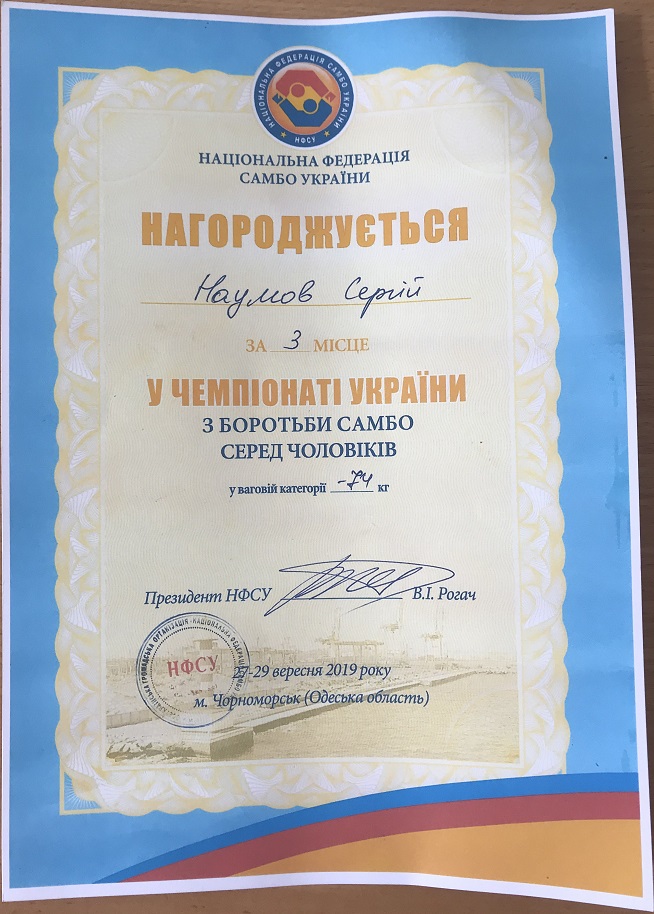 НАЦІОНАЛЬНА ФЕДЕРАЦІЯ САМБО УКРАЇНИ
НФСУ
НАЦІОНАЛЬНА ФЕДЕРАЦІЯ
САМБО УКРАЇНИ
НАГОРОДЖУЄТЬСЯ
Наумов Сергій
ЗА 3 МІСЦЕ
У ЧЕМПІОНАТІ УКРАЇНИ
З БОРОТЬБИ САМБО
СЕРЕД ЧОЛОВІКІВ
у ваговій категорії -74 кг
Президент НФСУ В.І. Рогач
НФСУ
27-29 вересня 2019 року
м. Чорноморськ (Одеська область)